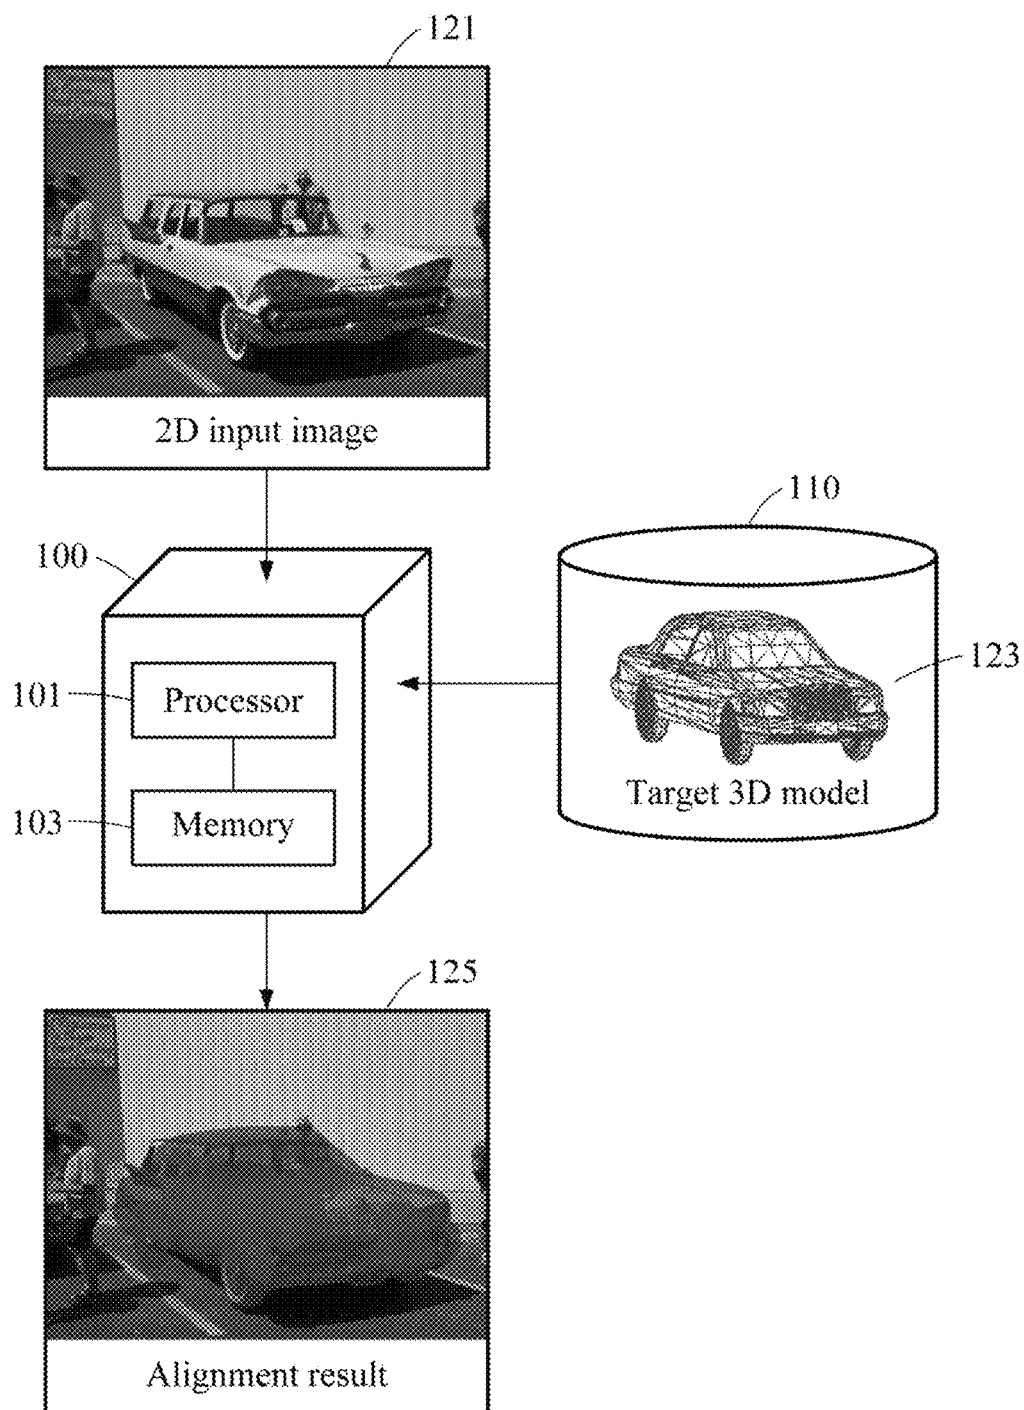 121
2D input image
110
100
123
101
Processor
Target 3D model
103
Memory
125
Alignment result